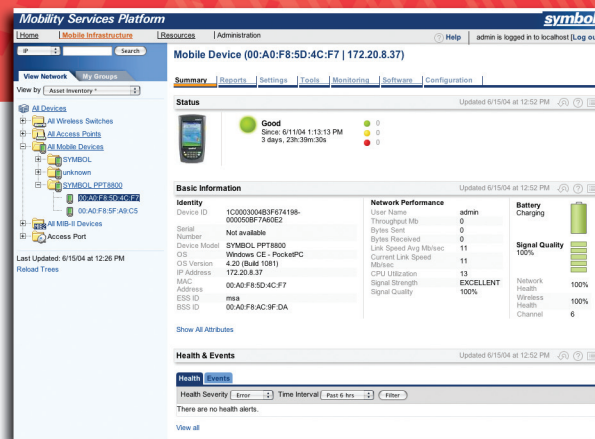 Mobility Services Platform
symbol
Home Mobile Infrastructure Resources Administration
Help admin is logged in to localhost [Log ou
IP Search
View Network My Groups
View by Asset Inventory *
All Devices
All Wireless Switches
All Access Points
All Mobile Devices
SYMBOL
unknown
SYMBOL PPT8800
00:A0:F8:5D:4C:F7
00:A0:F8:5F:A9:C5
All MIB-II Devices
Access Port
Last Updated: 6/15/04 at 12:26 PM
Reload Trees
Mobile Device (00:A0:F8:5D:4C:F7 | 172.20.8.37)
Summary Reports Settings Tools Monitoring Software Configuration
Status Updated 6/15/04 at 12:52 PM
Good
Since: 6/11/04 1:13:13 PM
3 days, 23h:39m:30s
0
0
0
Basic Information Updated 6/15/04 at 12:52 PM
Identity
Device ID 1C0003004B3F674198-
000050BF7A60E2
Serial
Number Not available
Device Model SYMBOL PPT8800
OS Windows CE - PocketPC
OS Version 4.20 (Build 1081)
IP Address 172.20.8.37
MAC
Address 00:A0:F8:5D:4C:F7
ESS ID msa
BSS ID 00:A0:F8:AC:9F:DA
Network Performance
User Name admin
Throughput Mb 0
Bytes Sent 0
Bytes Received 0
Link Speed Avg Mb/sec 11
Current Link Speed
Mb/sec 11
CPU Utilization 13
Signal Strength EXCELLENT
Signal Quality 100%
Battery
Charging
Signal Quality
100%
Network
Health 100%
Wireless
Health 100%
Channel 6
Show All Attributes
Health & Events Updated 6/15/04 at 12:52 PM
Health Events
Health Severity Error Time Interval Past 6 hrs Filter
There are no health alerts.
View all